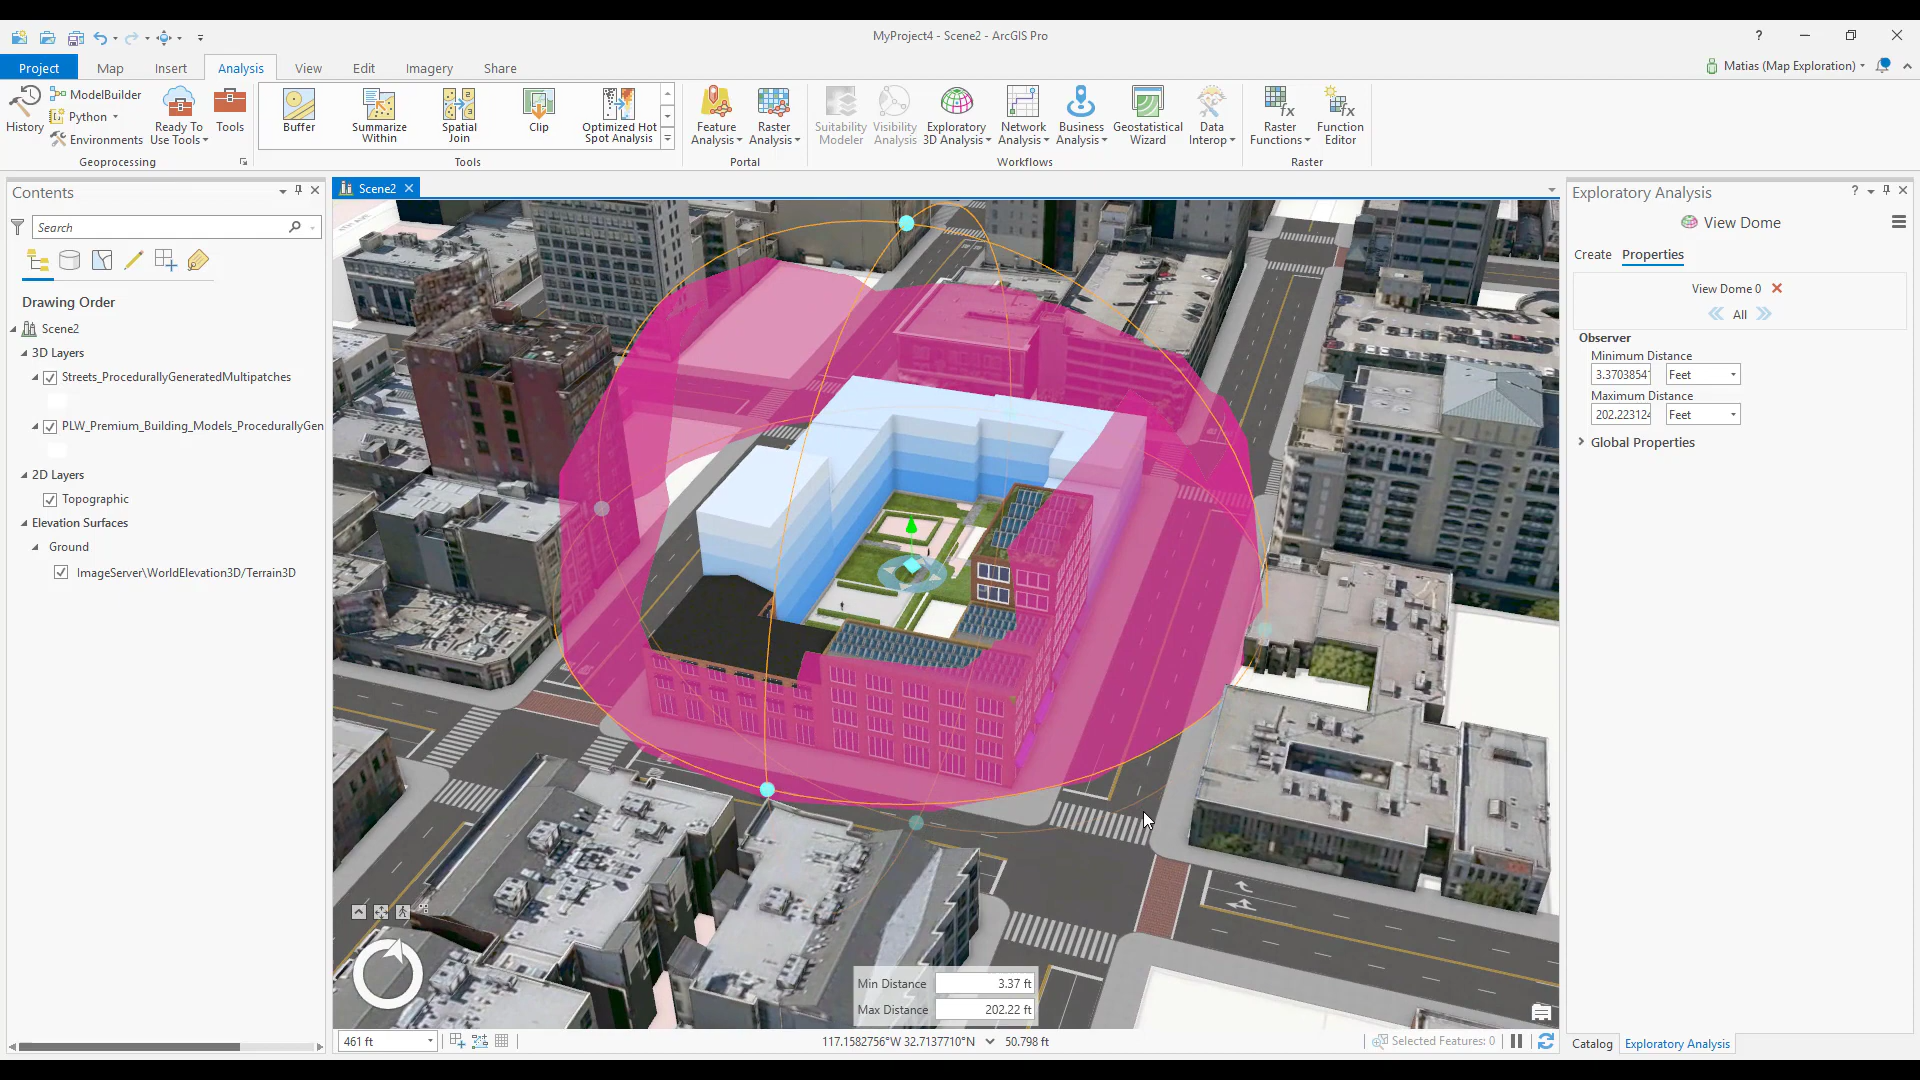 MyProject4 - Scene2 - ArcGIS Pro
?
Project
Map
Insert
Analysis
View
Edit
Imagery
Share
Matias (Map Exploration)
History
ModelBuilder
Python
Environments
Ready To
Use Tools
Tools
Geoprocessing
Buffer
Summarize
Within
Spatial
Join
Clip
Optimized Hot
Spot Analysis
Tools
Feature
Analysis
Raster
Analysis
Portal
Suitability
Modeler
Visibility
Analysis
Exploratory
3D Analysis
Network
Analysis
Business
Analysis
Geostatistical
Wizard
Data
Interop
Workflows
Raster
Functions
Function
Editor
Raster
Contents
Search
Drawing Order
Scene2
3D Layers
Streets_ProcedurallyGeneratedMultipatches
PLW_Premium_Building_Models_ProcedurallyGen
2D Layers
Topographic
Elevation Surfaces
Ground
ImageServer\WorldElevation3D/Terrain3D
Scene2
Min Distance 3.37 ft
Max Distance 202.22 ft
461 ft
117.1582756°W 32.7137710°N
50.798 ft
Selected Features: 0
Exploratory Analysis
?
View Dome
Create
Properties
View Dome 0
All
Observer
Minimum Distance
3.3703854 Feet
Maximum Distance
202.223124 Feet
Global Properties
Catalog
Exploratory Analysis